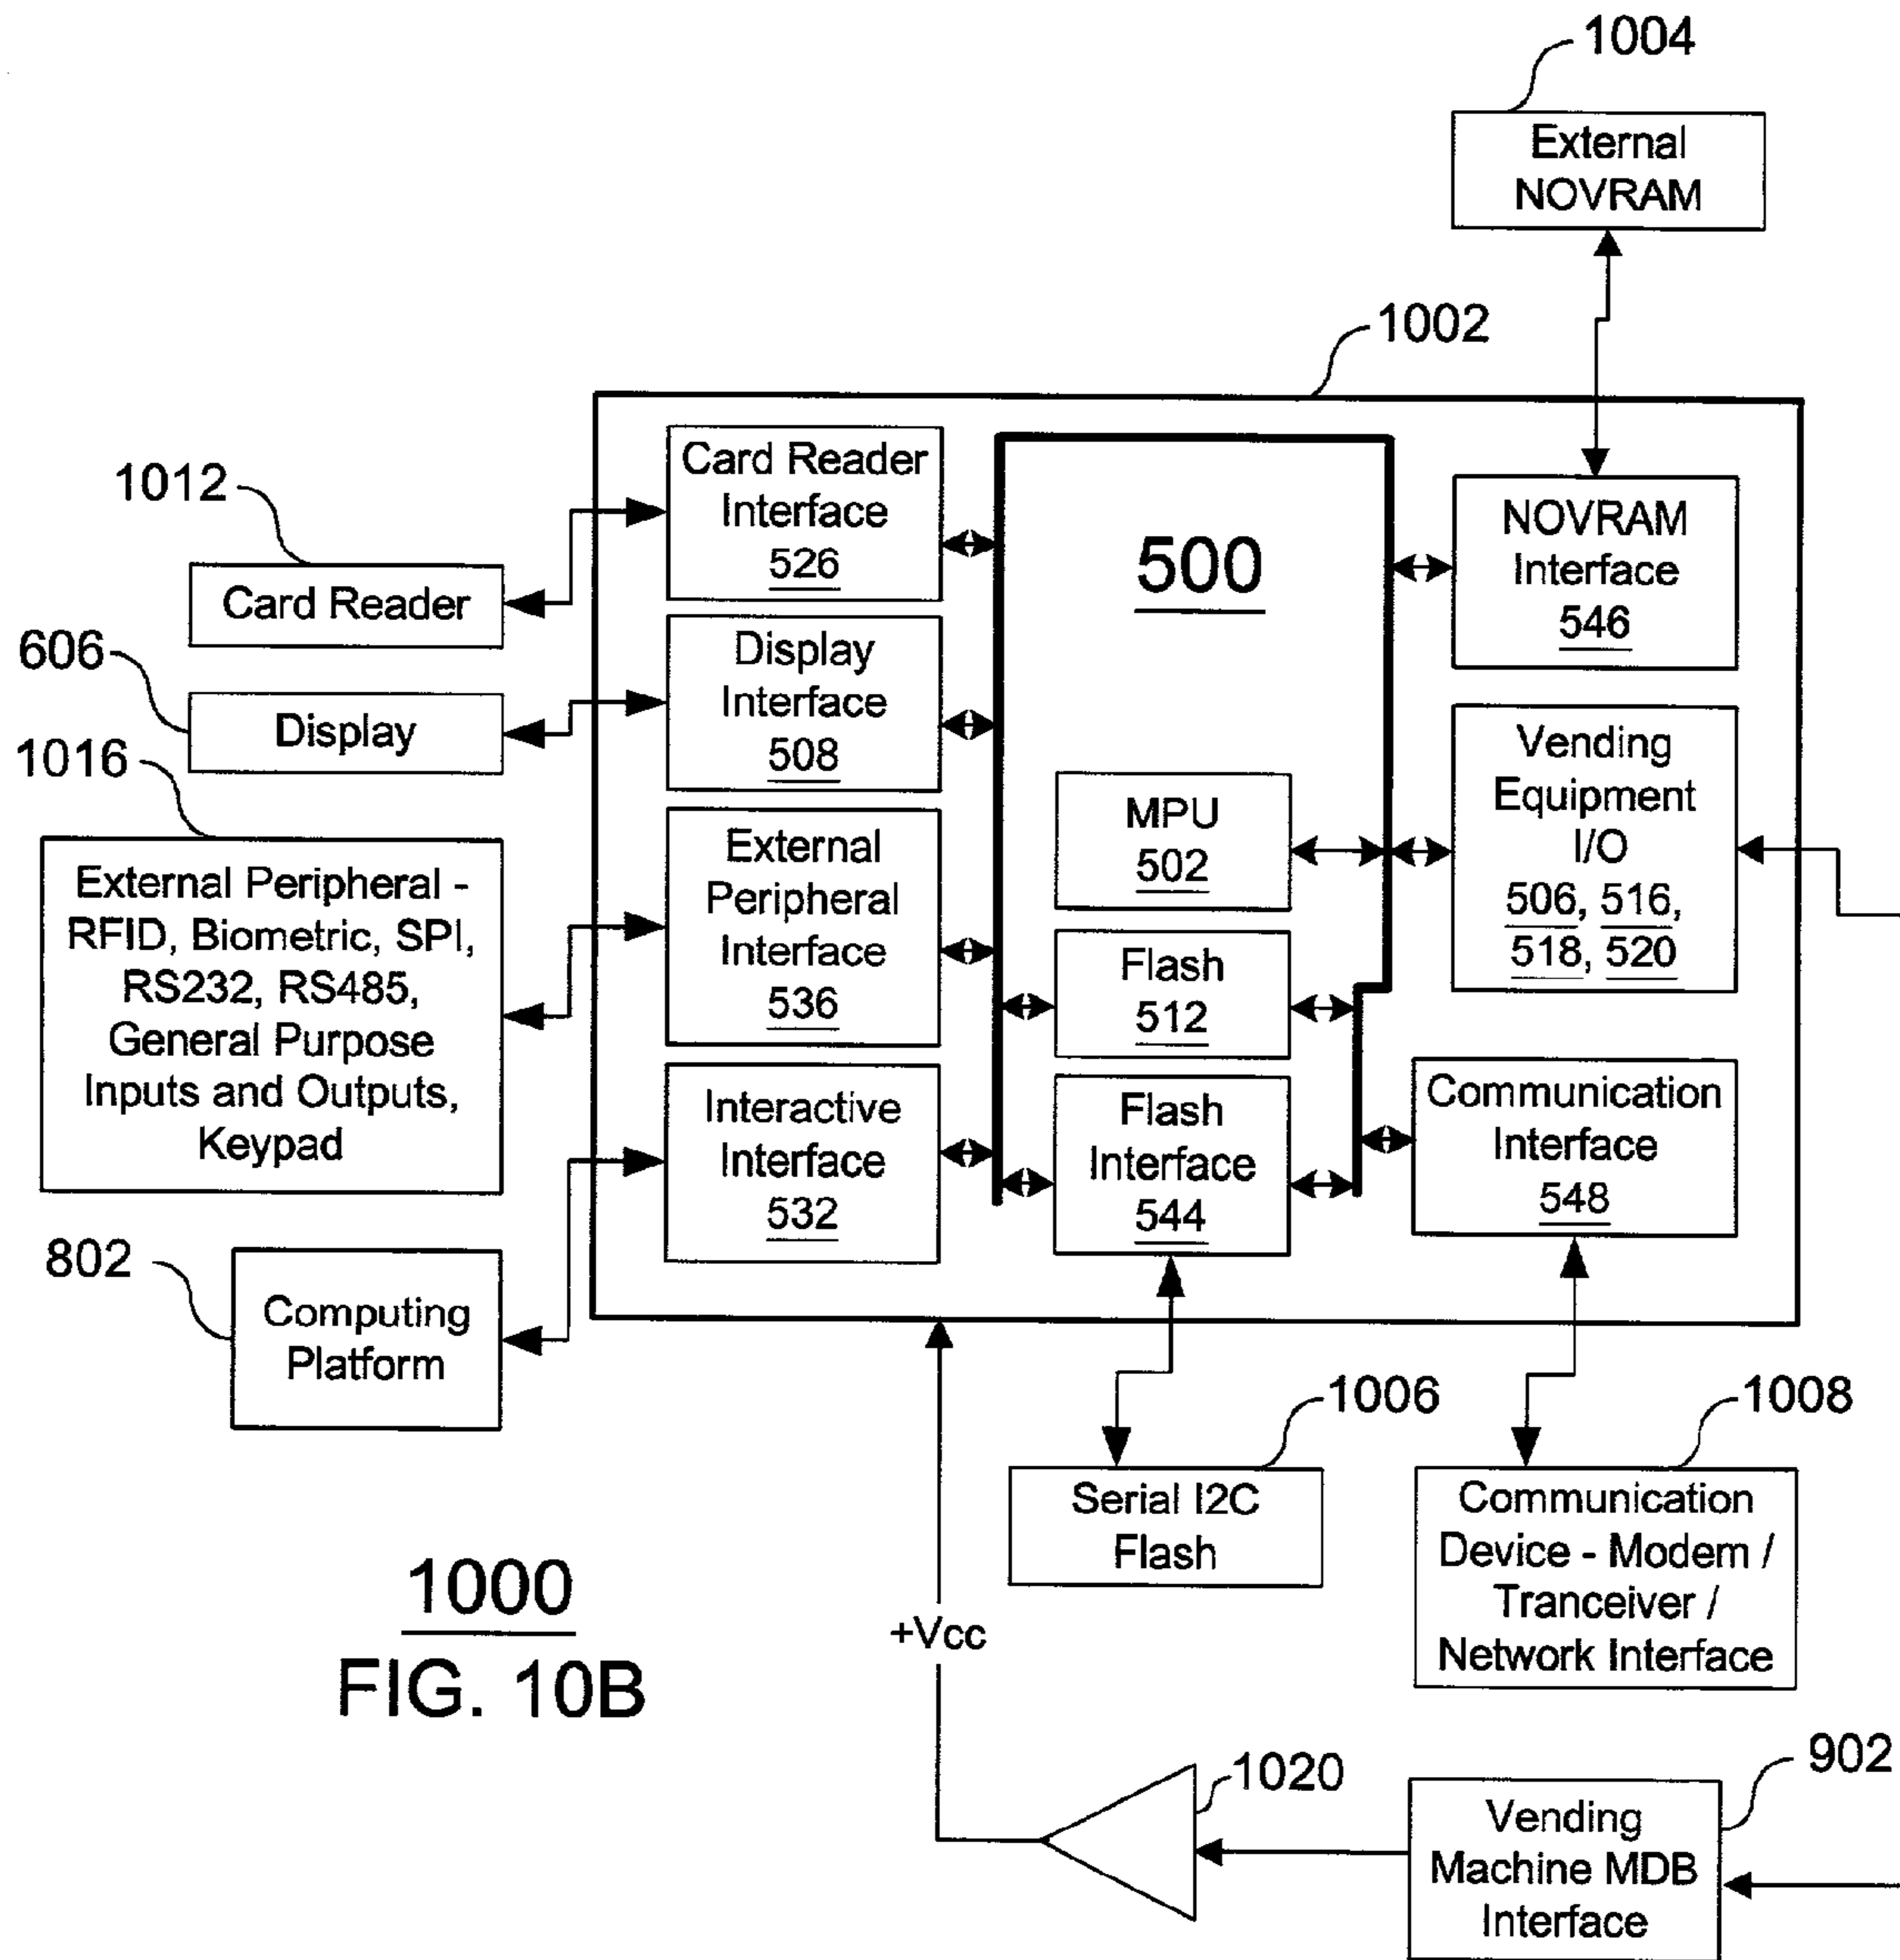 1004
External
NOVRAM
1002
Card Reader
Interface
526
1012
Card Reader
500
NOVRAM
Interface
546
606
Display
Display
Interface
508
1016
External Peripheral -
RFID, Biometric, SPI,
RS232, RS485,
General Purpose
Inputs and Outputs,
Keypad
External
Peripheral
Interface
536
MPU
502
Vending
Equipment
I/O
506, 516,
518, 520
Flash
512
Interactive
Interface
532
Flash
Interface
544
Communication
Interface
548
802
Computing
Platform
1006
Serial I2C
Flash
1008
Communication
Device - Modem /
Tranceiver /
Network Interface
1000
FIG. 10B
+Vcc
1020
902
Vending
Machine MDB
Interface